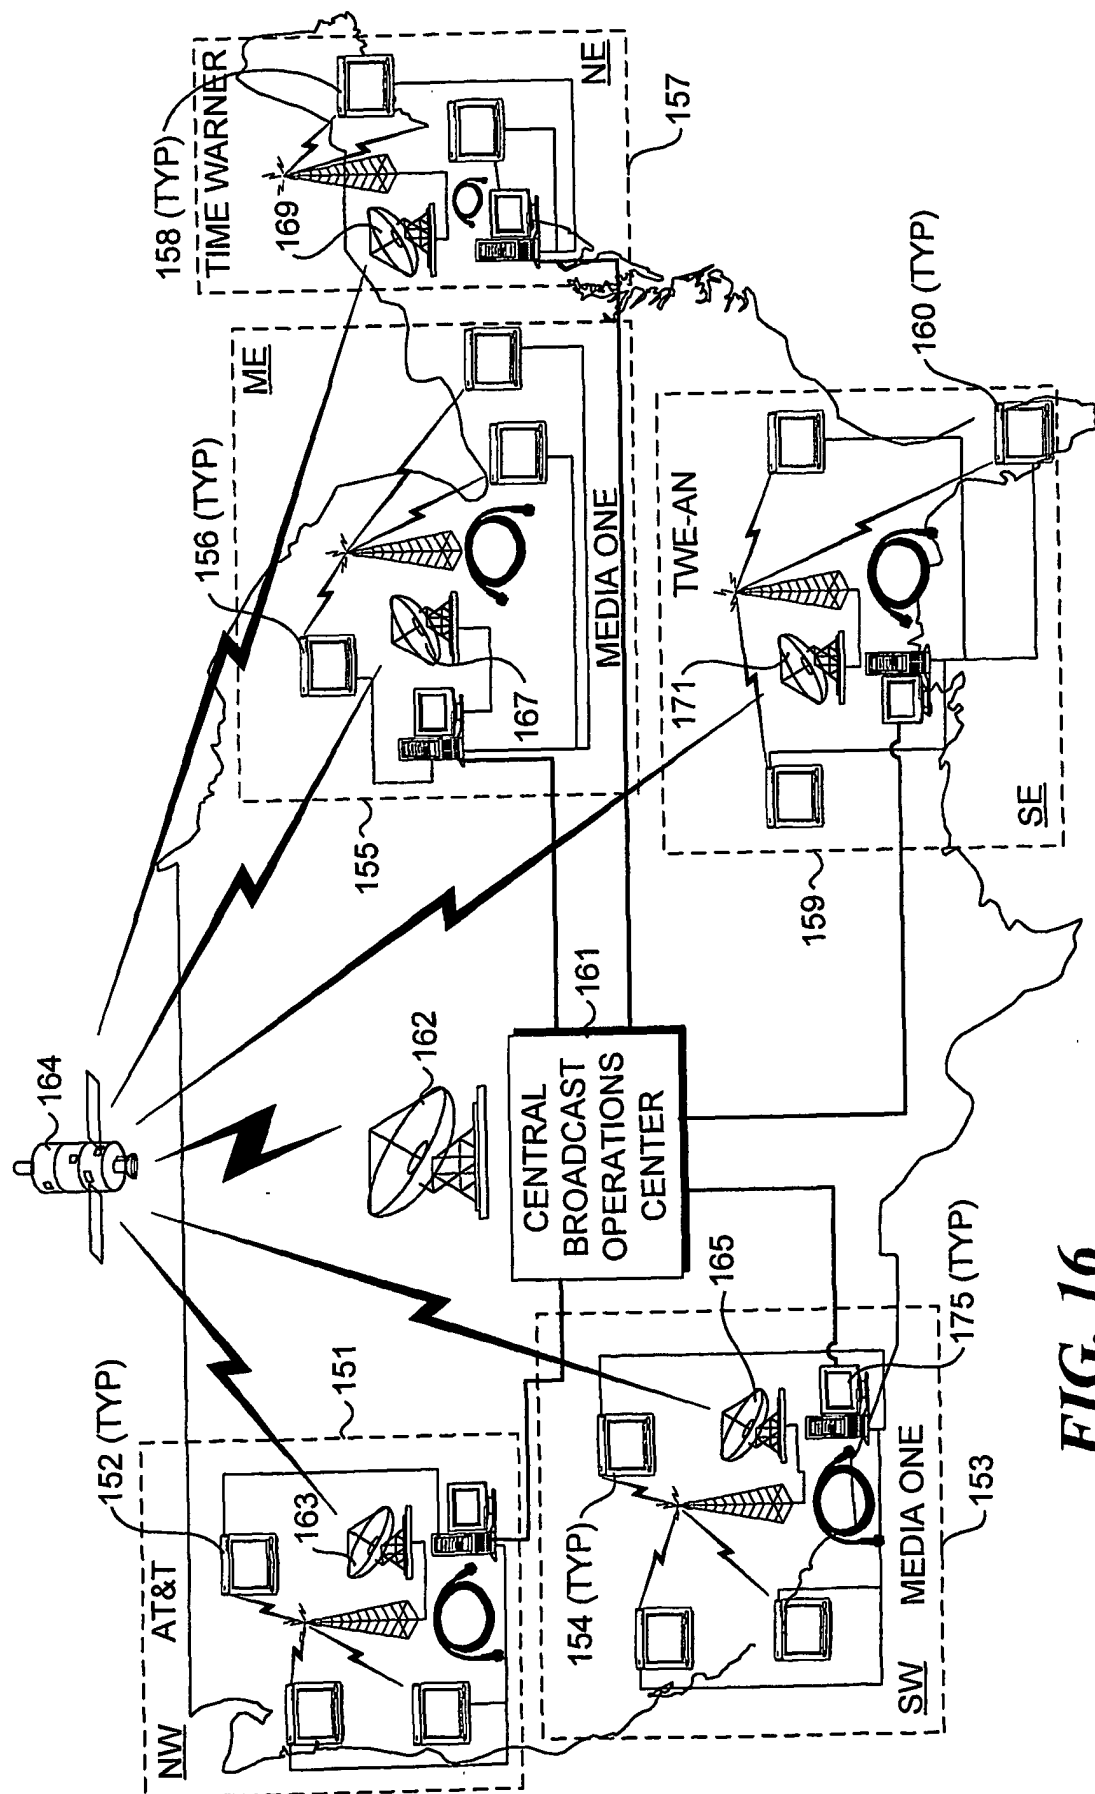 164
158 (TYP)
TIME WARNER
169
NE
157
156 (TYP)
ME
167
MEDIA ONE
155
162
161
CENTRAL
BROADCAST
OPERATIONS
CENTER
152 (TYP)
NW
AT&T
163
151
165
154 (TYP)
175 (TYP)
SW
MEDIA ONE
153
160 (TYP)
TWE-AN
171
159
SE
FIG. 16